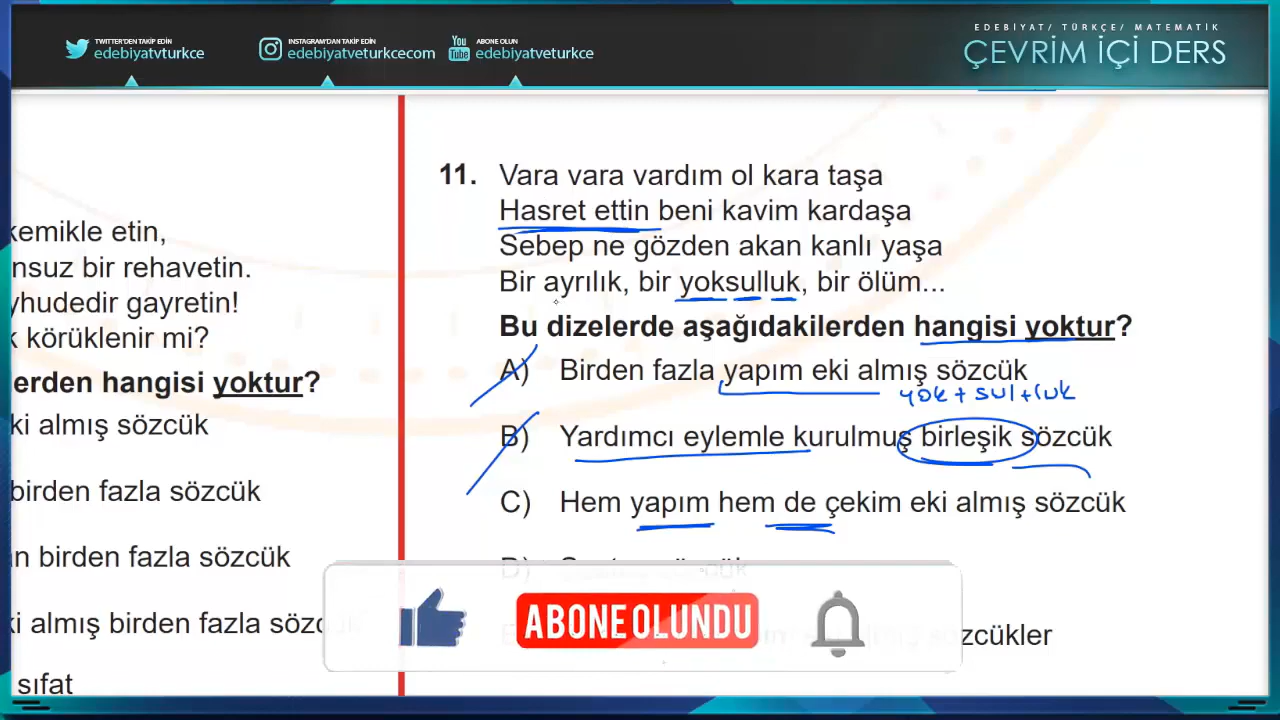 EDEBİYAT/ TÜRKÇE/ MATEMATİK
ÇEVRİM İÇİ DERS
TWITTER'DEN TAKİP EDİN
edebiyatvturkce
INSTAGRAM'DAN TAKİP EDİN
edebiyatveturkcecom
You Tube
ABONE OLUN
edebiyatveturkce
kemikle etin,
nsuz bir rehavetin.
yhudedir gayretin!
k körüklenir mi?
erden hangisi yoktur?
ki almış sözcük
birden fazla sözcük
n birden fazla sözcük
ki almış birden fazla sözcük
sıfat
11. Vara vara vardım ol kara taşa
Hasret ettin beni kavim kardaşa
Sebep ne gözden akan kanlı yaşa
Bir ayrılık, bir yoksulluk, bir ölüm...
Bu dizelerde aşağıdakilerden hangisi yoktur?
A) Birden fazla yapım eki almış sözcük
yok + sul + luk
B) Yardımcı eylemle kurulmuş birleşik sözcük
C) Hem yapım hem de çekim eki almış sözcük
D)
ABONE OLUNDU
sözcükler